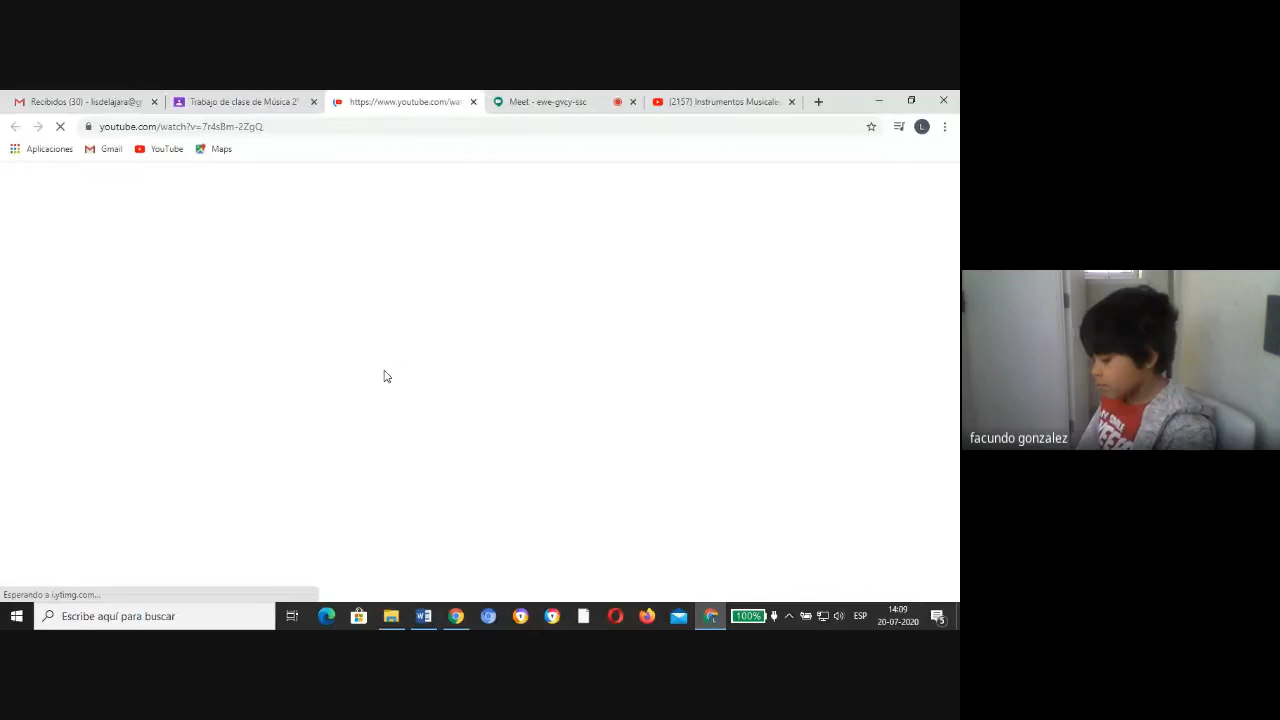 Recibidos (30) - lisdelajara@g
Trabajo de clase de Música 2°
https://www.youtube.com/wa
Meet - ewe-gvcy-ssc
(2157) Instrumentos Musicale
youtube.com/watch?v=7r4s8m-2ZgQ
L
Aplicaciones
Gmail
YouTube
Maps
facundo gonzalez
Esperando a i.ytimg.com...
Escribe aquí para buscar
100%
ESP
14:09
20-07-2020
5